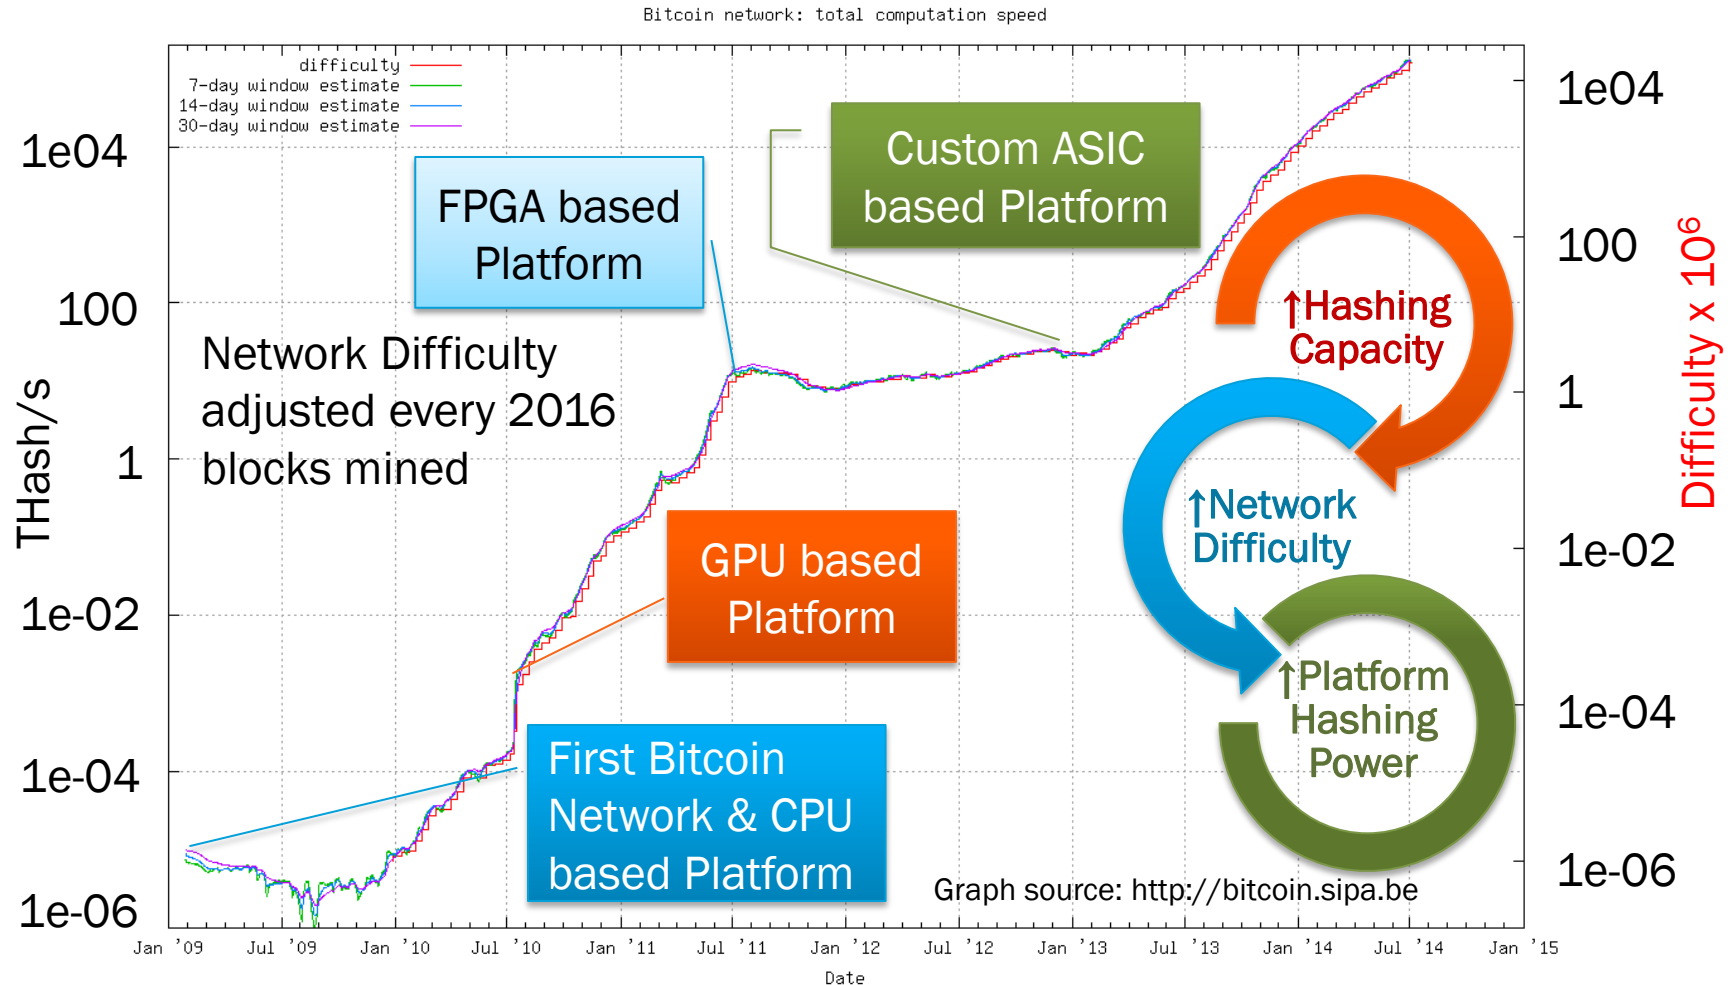 Bitcoin network: total computation speed
difficulty
7-day window estimate
14-day window estimate
30-day window estimate
1e04
100
1
1e-02
1e-04
1e-06
THash/s
1e04
100
1
1e-02
1e-04
1e-06
Difficulty x 10⁶
FPGA based
Platform
Custom ASIC
based Platform
Network Difficulty
adjusted every 2016
blocks mined
GPU based
Platform
First Bitcoin
Network & CPU
based Platform
↑Hashing
Capacity
↑Network
Difficulty
↑Platform
Hashing
Power
Graph source: http://bitcoin.sipa.be
Jan '09 Jul '09 Jan '10 Jul '10 Jan '11 Jul '11 Jan '12 Jul '12 Jan '13 Jul '13 Jan '14 Jul '14 Jan '15
Date